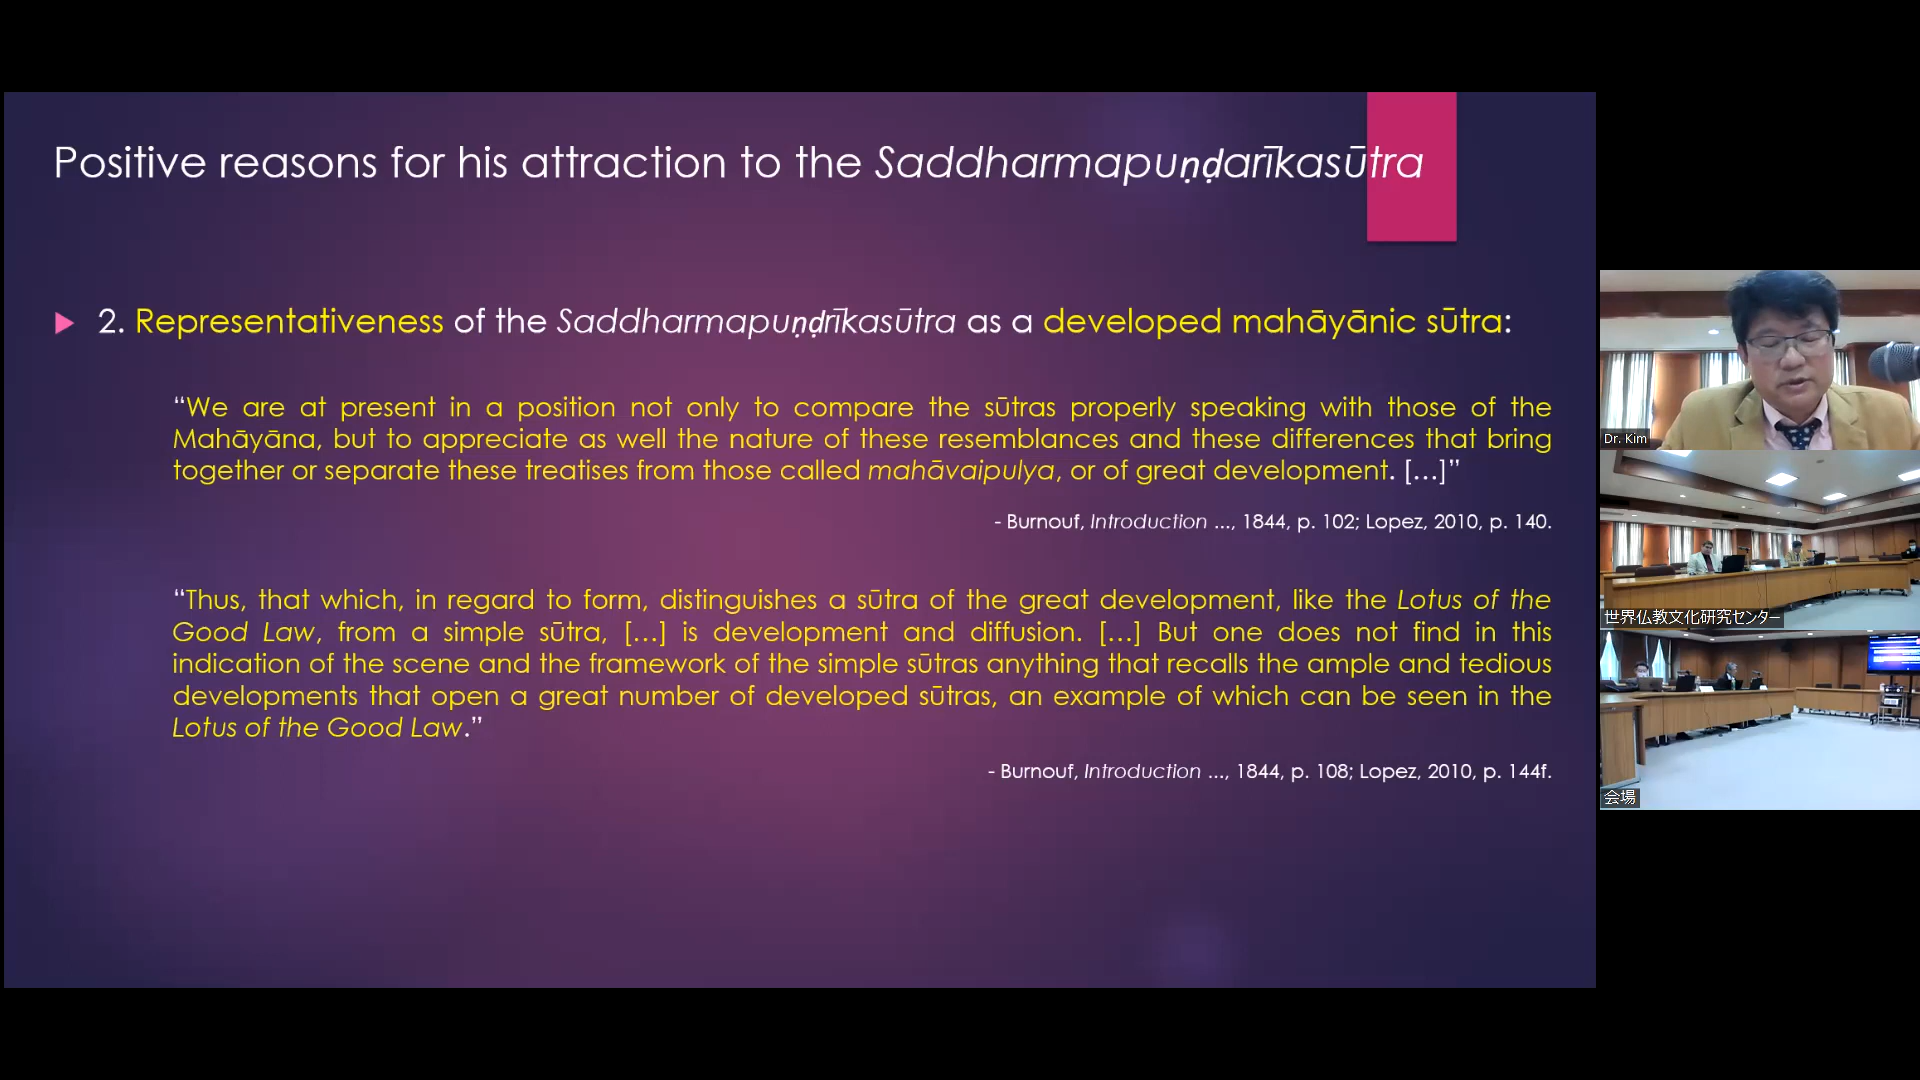 Positive reasons for his attraction to the Saddharmapuṇḍarīkasūtra
2. Representativeness of the Saddharmapuṇḍrīkasūtra as a developed mahāyānic sūtra:
“We are at present in a position not only to compare the sūtras properly speaking with those of the
Mahāyāna, but to appreciate as well the nature of these resemblances and these differences that bring
together or separate these treatises from those called mahāvaipulya, or of great development. [...]”
- Burnouf, Introduction ..., 1844, p. 102; Lopez, 2010, p. 140.
“Thus, that which, in regard to form, distinguishes a sūtra of the great development, like the Lotus of the
Good Law, from a simple sūtra, [...] is development and diffusion. [...] But one does not find in this
indication of the scene and the framework of the simple sūtras anything that recalls the ample and tedious
developments that open a great number of developed sūtras, an example of which can be seen in the
Lotus of the Good Law.”
- Burnouf, Introduction ..., 1844, p. 108; Lopez, 2010, p. 144f.
Dr. Kim
世界仏教文化研究センター
会場